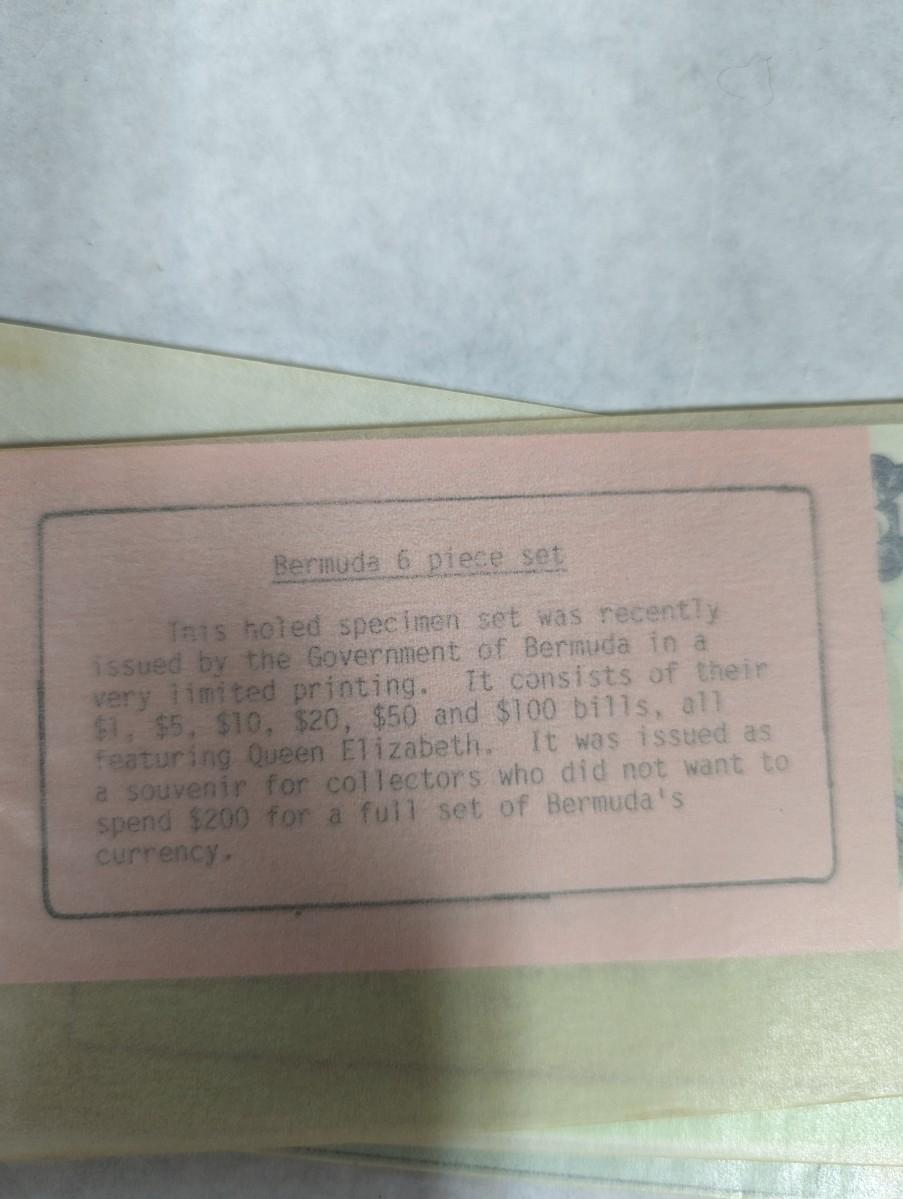 Bermuda 6 piece set
This holed specimen set was recently
issued by the Government of Bermuda in a
very limited printing. It consists of their
$1, $5, $10, $20, $50 and $100 bills, all
featuring Queen Elizabeth. It was issued as
a souvenir for collectors who did not want to
spend $200 for a full set of Bermuda's
currency.